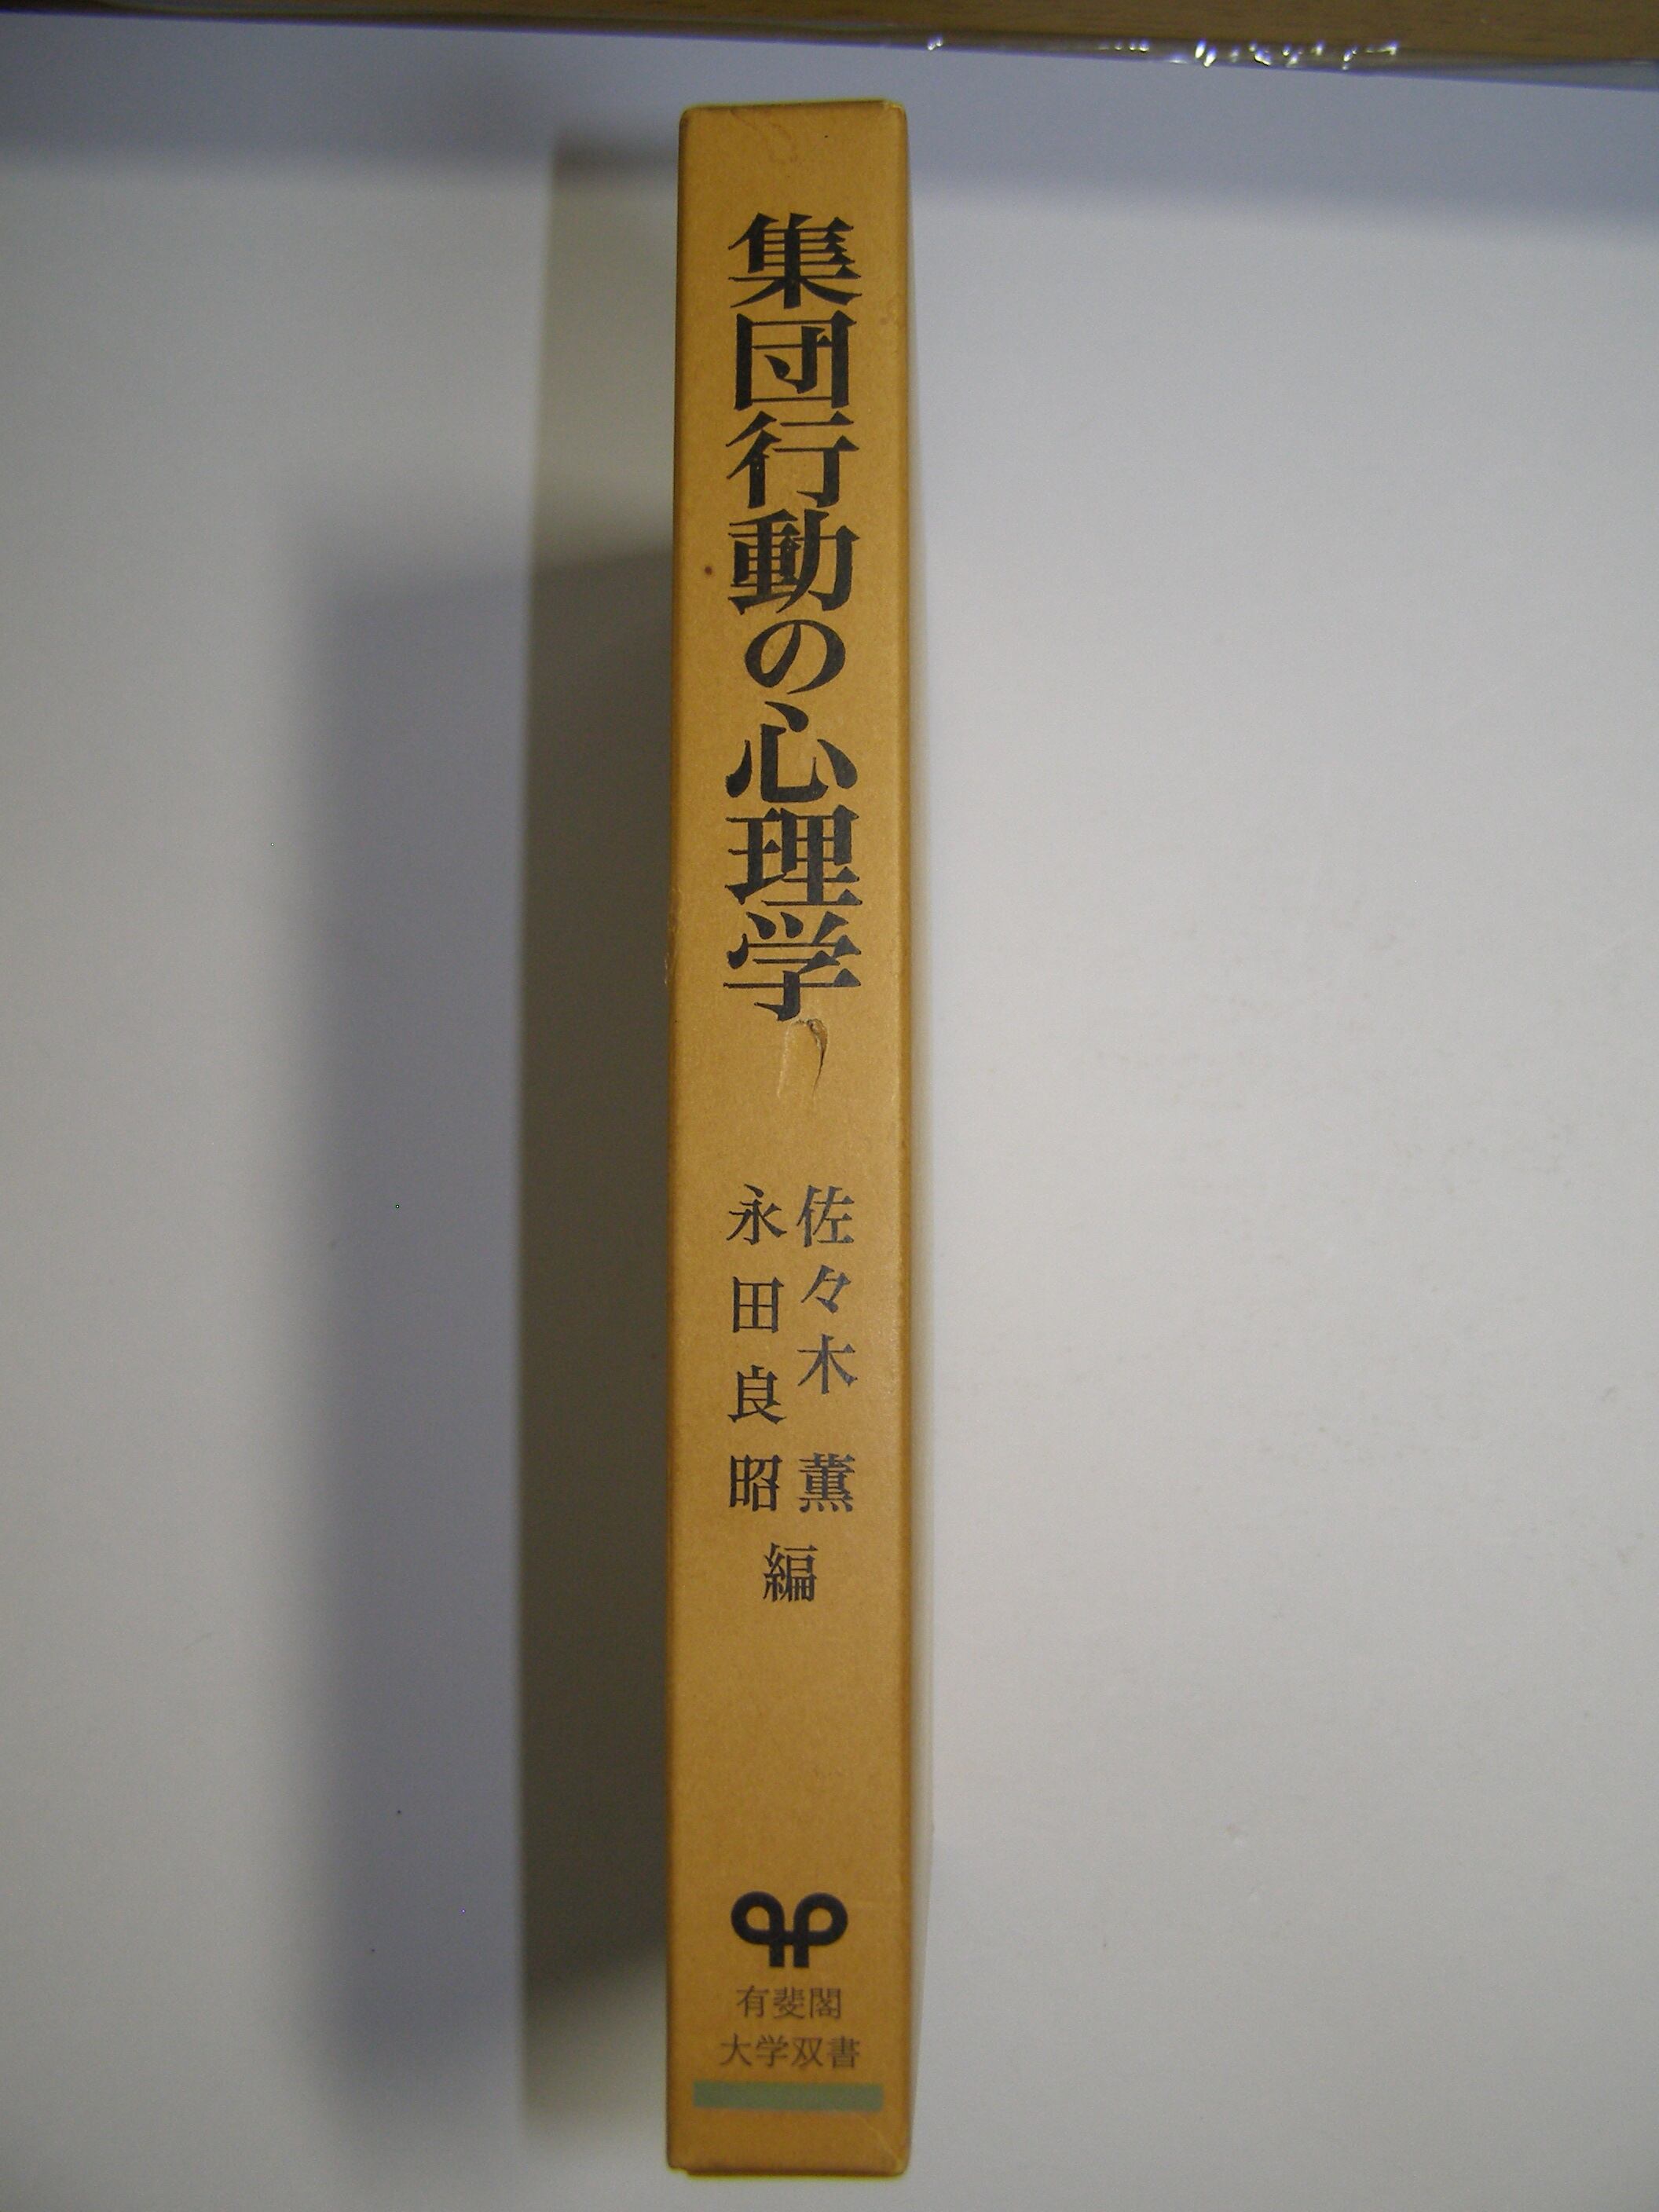 集団行動の心理学
佐々木 薫
永田良昭
編
有斐閣
大学双書